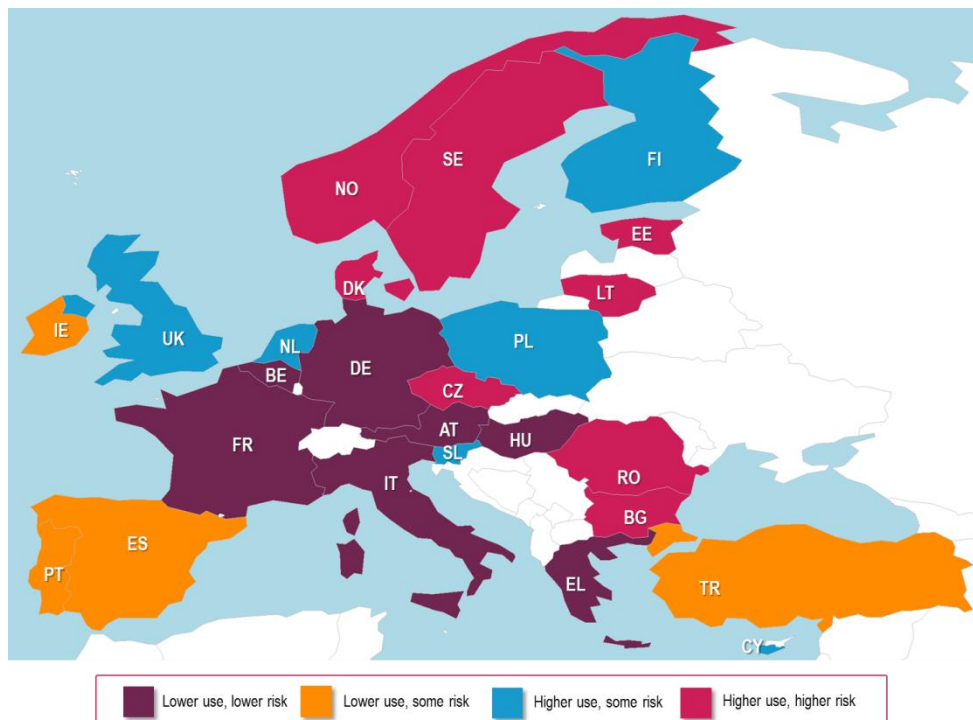 NO
SE
FI
EE
LT
DK
IE
UK
NL
BE
DE
PL
CZ
FR
AT
HU
SL
IT
RO
BG
ES
PT
EL
TR
CY
Lower use, lower risk
Lower use, some risk
Higher use, some risk
Higher use, higher risk